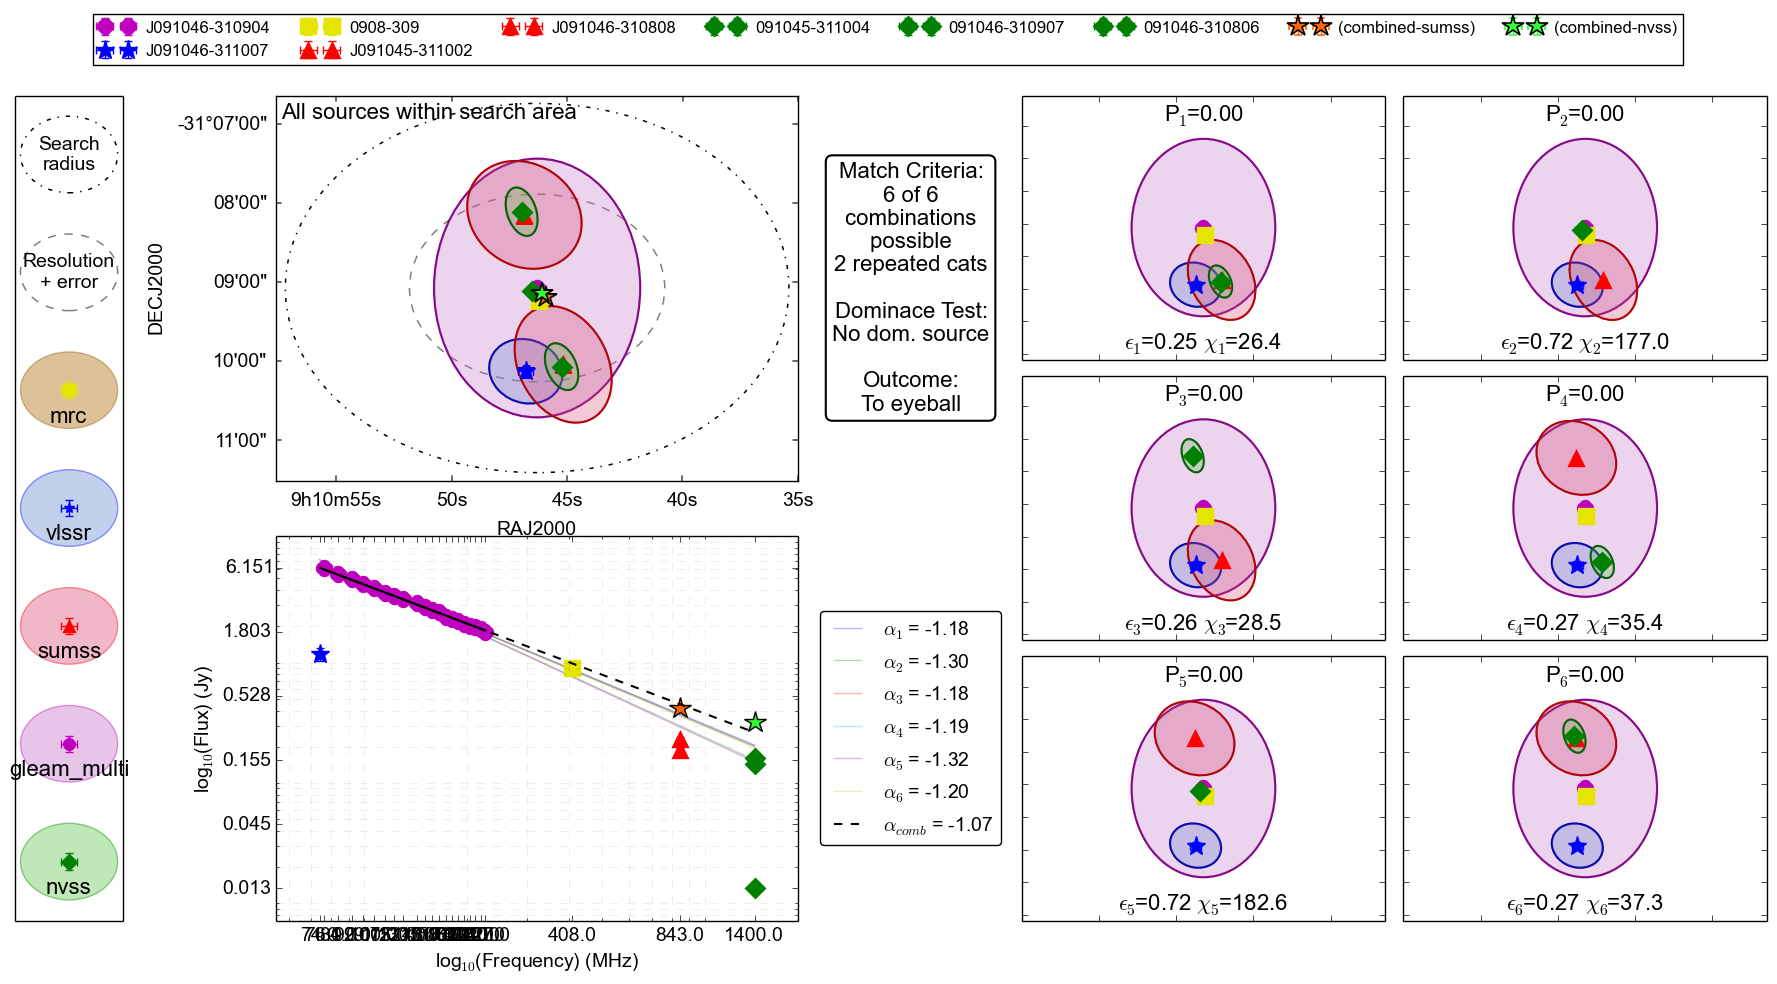 J091046-310904
0908-309
J091046-310808
091045-311004
091046-310907
091046-310806
(combined-sumss)
(combined-nvss)
J091046-311007
J091045-311002
Search
radius
Resolution
+ error
mrc
vlssr
sumss
gleam_multi
nvss
All sources within search area
-31°07'00"
08'00"
09'00"
10'00"
11'00"
DECJ2000
9h10m55s
50s
45s
40s
35s
RAJ2000
Match Criteria:
6 of 6
combinations
possible
2 repeated cats
Dominace Test:
No dom. source
Outcome:
To eyeball
6.151
1.803
0.528
0.155
0.045
0.013
log10(Flux) (Jy)
408.0
843.0
1400.0
log10(Frequency) (MHz)
α1 = -1.18
α2 = -1.30
α3 = -1.18
α4 = -1.19
α5 = -1.32
α6 = -1.20
αcomb = -1.07
P1=0.00
ϵ1=0.25 χ1=26.4
P2=0.00
ϵ2=0.72 χ2=177.0
P3=0.00
ϵ3=0.26 χ3=28.5
P4=0.00
ϵ4=0.27 χ4=35.4
P5=0.00
ϵ5=0.72 χ5=182.6
P6=0.00
ϵ6=0.27 χ6=37.3